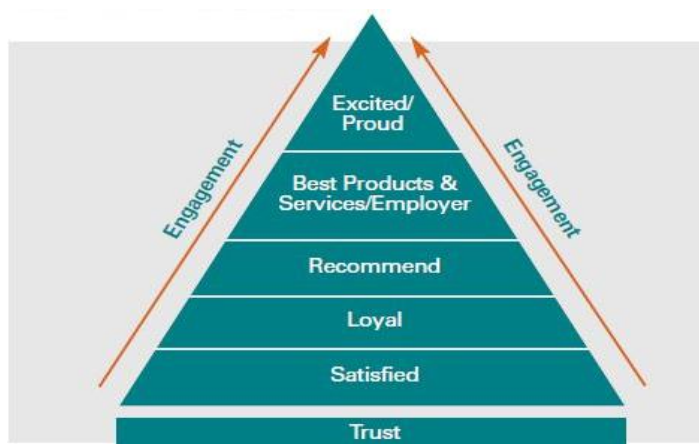 Excited/
Proud
Engagement
Engagement
Best Products &
Services/Employer
Recommend
Loyal
Satisfied
Trust